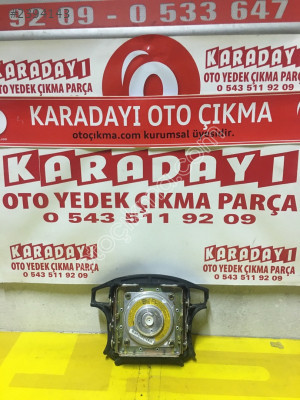 92 09 - 0 533 647
KARADAYI
OTO YEDEK ÇIKMA PARÇA
0 543 511 92 09
KARADAYI
OTO YEDEK ÇIKMA PARÇA
0 543 511 92 09
KARADAYI OTO ÇIKMA
otoçıkma.com kurumsal üyüsidir.
KARADAYI
OTO YEDEK ÇIKMA PARÇA
0 543 511 92 09
KARADAYI
OTO YEDEK ÇIKMA PARÇA
0 543 511 92 09
KARADAYI
OTO YEDEK ÇIKMA PARÇA
0 543 511 92 09